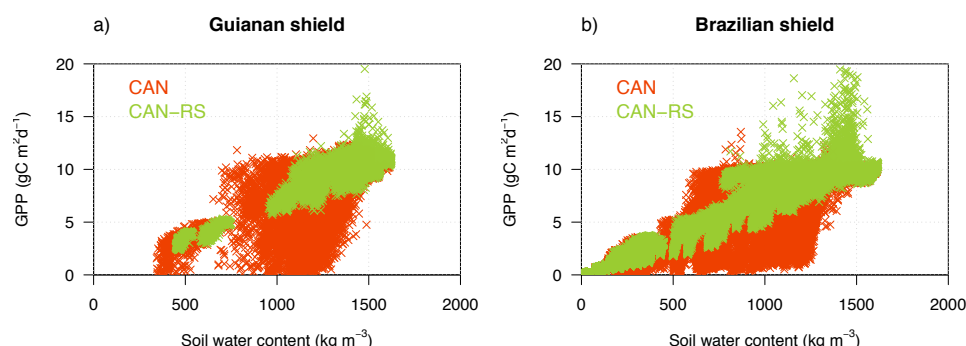 a) Guianan shield
20
15
10
5
0
GPP (gC m²d⁻¹)
CAN
CAN−RS
0 500 1000 1500 2000
Soil water content (kg m⁻³)
b) Brazilian shield
20
15
10
5
0
GPP (gC m²d⁻¹)
CAN
CAN−RS
0 500 1000 1500 2000
Soil water content (kg m⁻³)